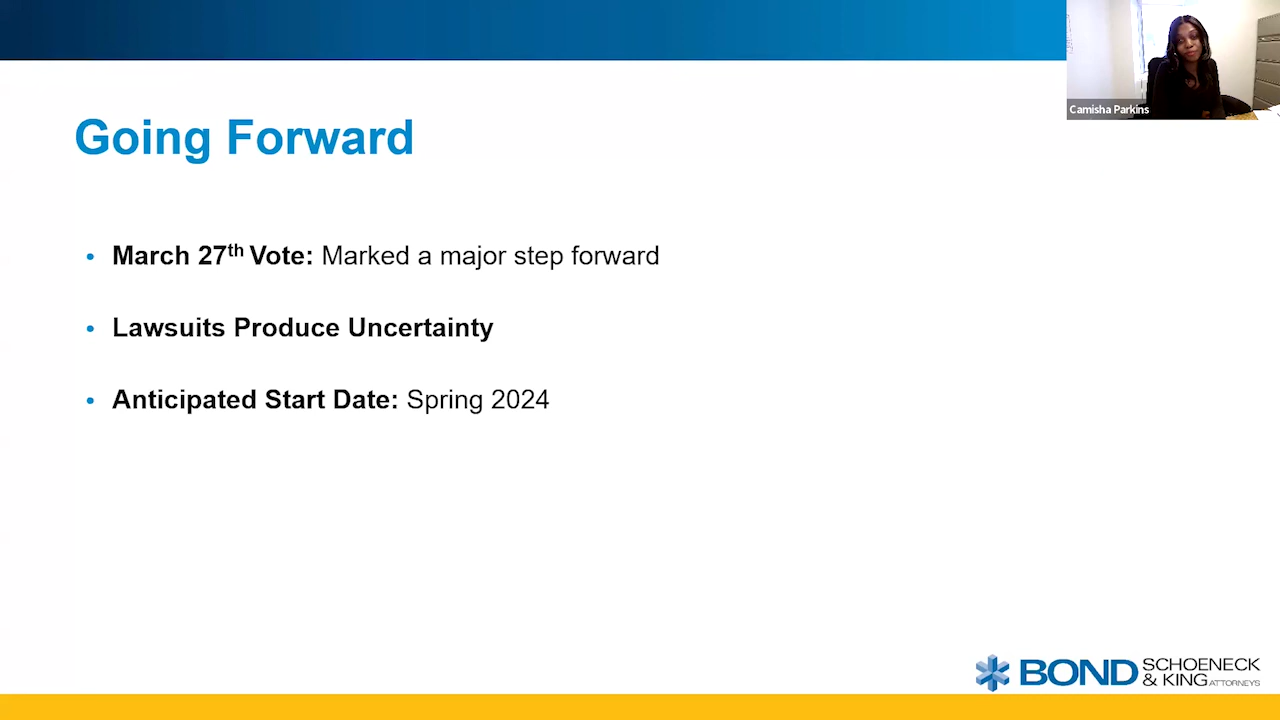 Camisha Parkins
Going Forward
• March 27th Vote: Marked a major step forward
• Lawsuits Produce Uncertainty
• Anticipated Start Date: Spring 2024
BOND SCHOENECK
& KING ATTORNEYS